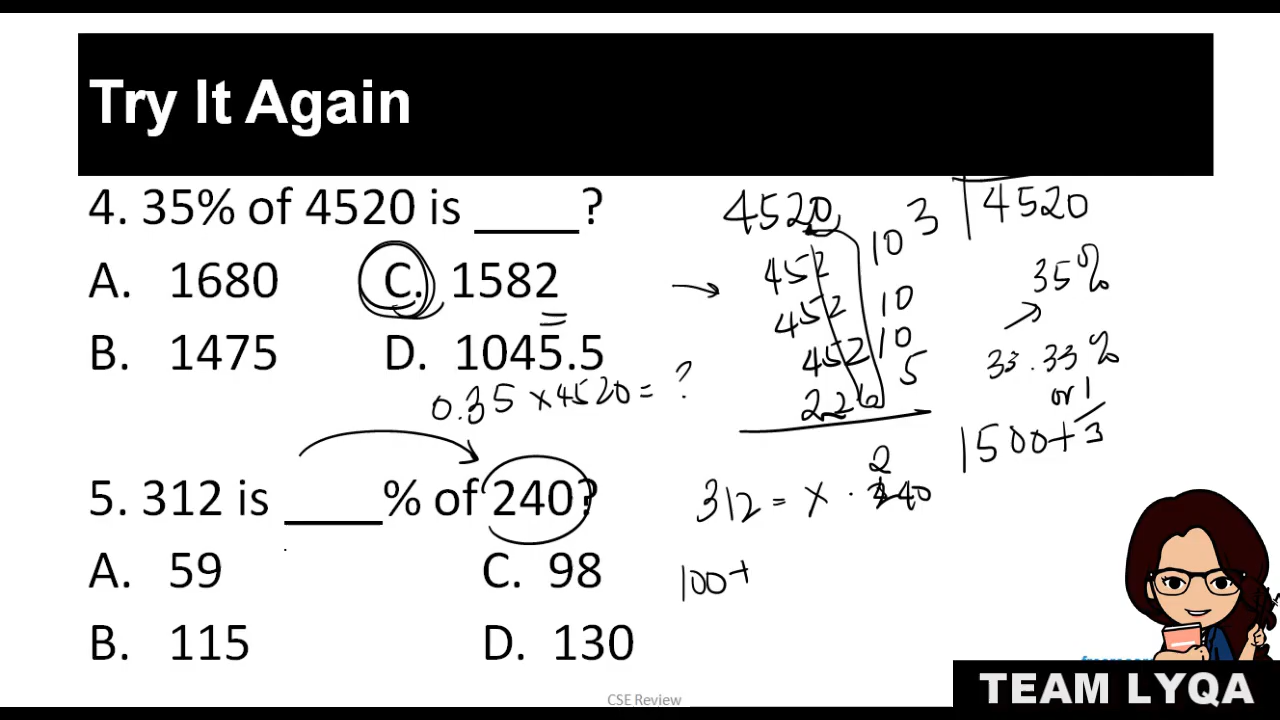 Try It Again
4. 35% of 4520 is ____?
A. 1680
C. 1582
B. 1475
D. 1045.5
0.35 x 4520 = ?
4520
452 10
452 10
452 10
226 5
3 4520
35%
33.33%
or 1/3
1500+
5. 312 is ____% of 240?
312 = x · 240
A. 59
C. 98
100+
B. 115
D. 130
CSE Review
TEAM LYQA